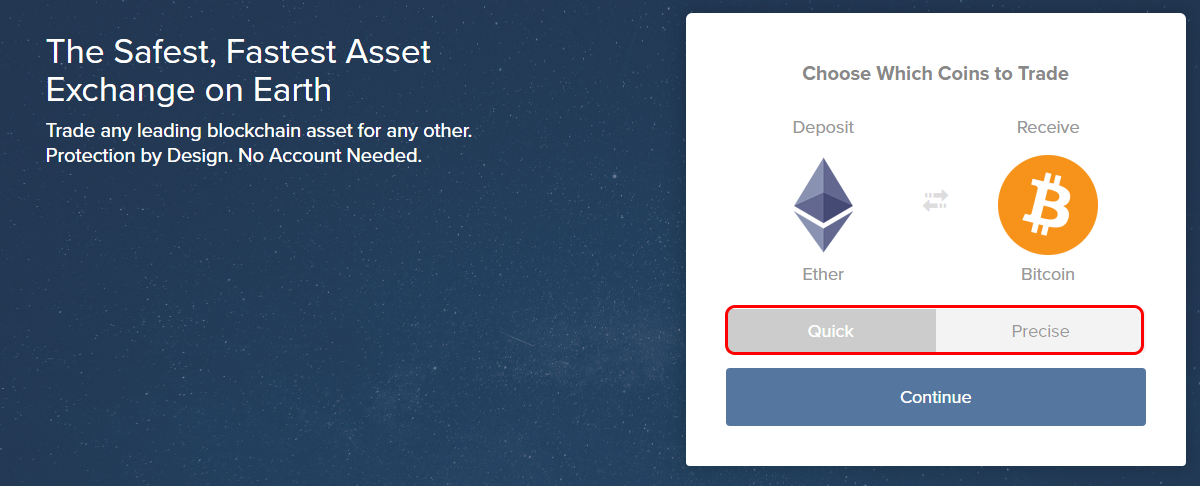 The Safest, Fastest Asset
Exchange on Earth
Trade any leading blockchain asset for any other.
Protection by Design. No Account Needed.
Choose Which Coins to Trade
Deposit
Receive
Ether
Bitcoin
Quick
Precise
Continue